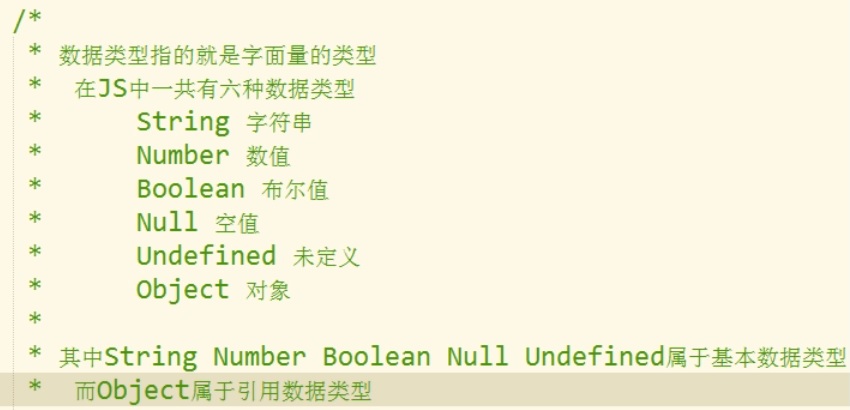 /*
* 数据类型指的就是字面量的类型
* 在JS中一共有六种数据类型
* String 字符串
* Number 数值
* Boolean 布尔值
* Null 空值
* Undefined 未定义
* Object 对象
*
* 其中String Number Boolean Null Undefined属于基本数据类型
* 而Object属于引用数据类型